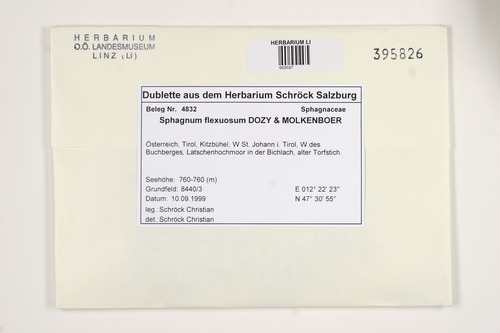 HERBARIUM
O.Ö. LANDESMUSEUM
LINZ (LI)
HERBARIUM LI
395826
Dublette aus dem Herbarium Schröck Salzburg
Beleg Nr. 4832 Sphagnaceae
Sphagnum flexuosum DOZY & MOLKENBOER
Österreich, Tirol, Kitzbühel, W St. Johann i. Tirol, W des
Buchberges, Latschenhochmoor in der Bichlach, alter Torfstich.
Seehöhe: 760-760 (m)
Grundfeld: 8440/3 E 012° 22' 23"
Datum: 10.09.1999 N 47° 30' 55"
leg.: Schröck Christian
det.: Schröck Christian